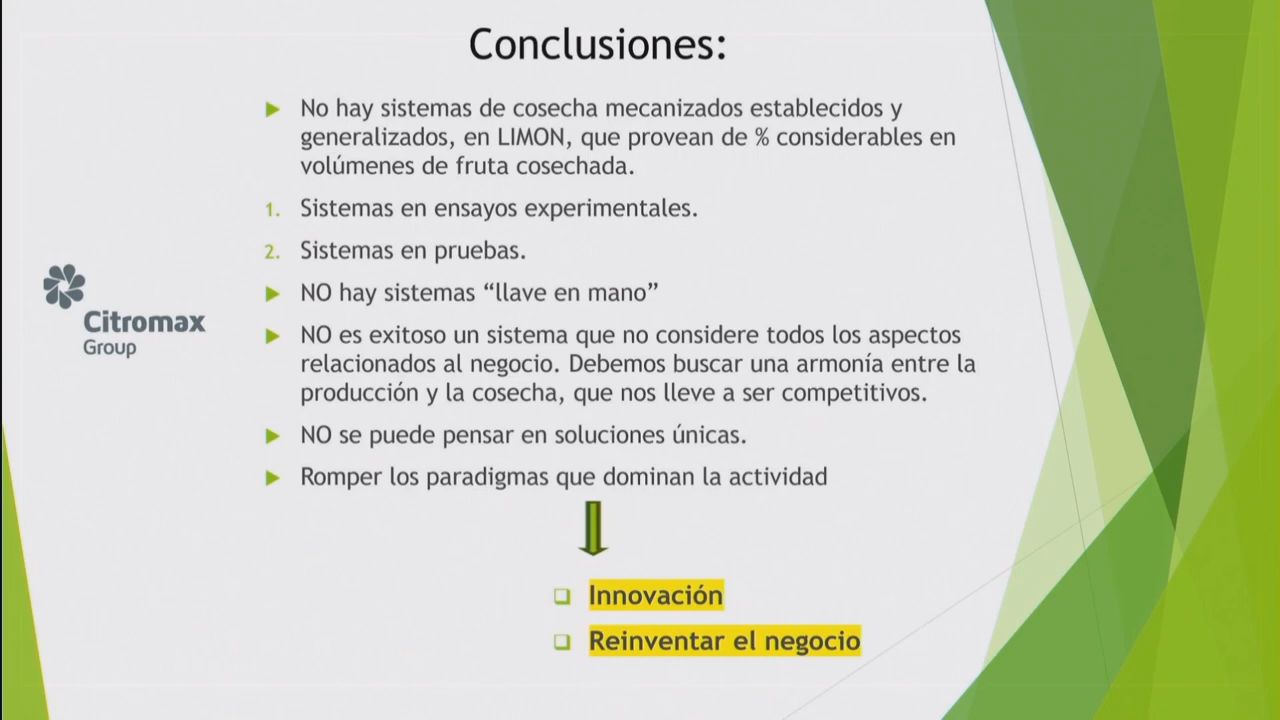 Conclusiones:
▶ No hay sistemas de cosecha mecanizados establecidos y
generalizados, en LIMON, que provean de % considerables en
volúmenes de fruta cosechada.
1. Sistemas en ensayos experimentales.
2. Sistemas en pruebas.
▶ NO hay sistemas “llave en mano”
▶ NO es exitoso un sistema que no considere todos los aspectos
relacionados al negocio. Debemos buscar una armonía entre la
producción y la cosecha, que nos lleve a ser competitivos.
▶ NO se puede pensar en soluciones únicas.
▶ Romper los paradigmas que dominan la actividad
❑ Innovación
❑ Reinventar el negocio
Citromax
Group